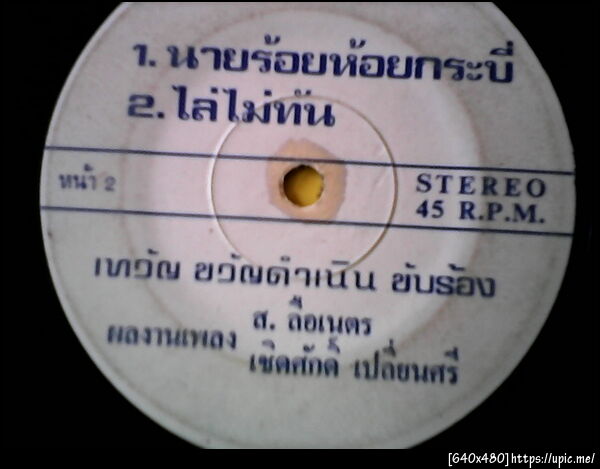 1. นายร้อยห้อยกระบี่
2. ไล่ไม่ทัน
หน้า 2
STEREO
45 R.P.M.
เทวัญ ขวัญดำเนิน ขับร้อง
ผลงานเพลง ส. ลือเนตร
เชิดศักดิ์ เปลี่ยนศรี
[640x480]https://upic.me/